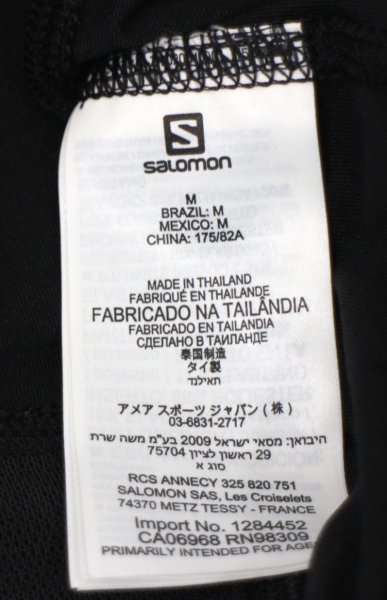 S
salomon
M
BRAZIL: M
MEXICO: M
CHINA: 175/82A
MADE IN THAILAND
FABRIQUÉ EN THAILANDE
FABRICADO NA TAILÂNDIA
FABRICADO EN TAILANDIA
СДЕЛАНО В ТАИЛАНДЕ
泰国制造
タイ製
תאילנד
アメア スポーツ ジャパン (株)
03-6831-2717
היבואן: מסאי ישראל 2009 בע"מ משה שרת
29 ראשון לציון 75704
סוג א
RCS ANNECY 325 820 751
SALOMON SAS, Les Croiselets
74370 METZ TESSY - FRANCE
Import No. 1284452
CA06968 RN98309
PRIMARILY INTENDED FOR AGE